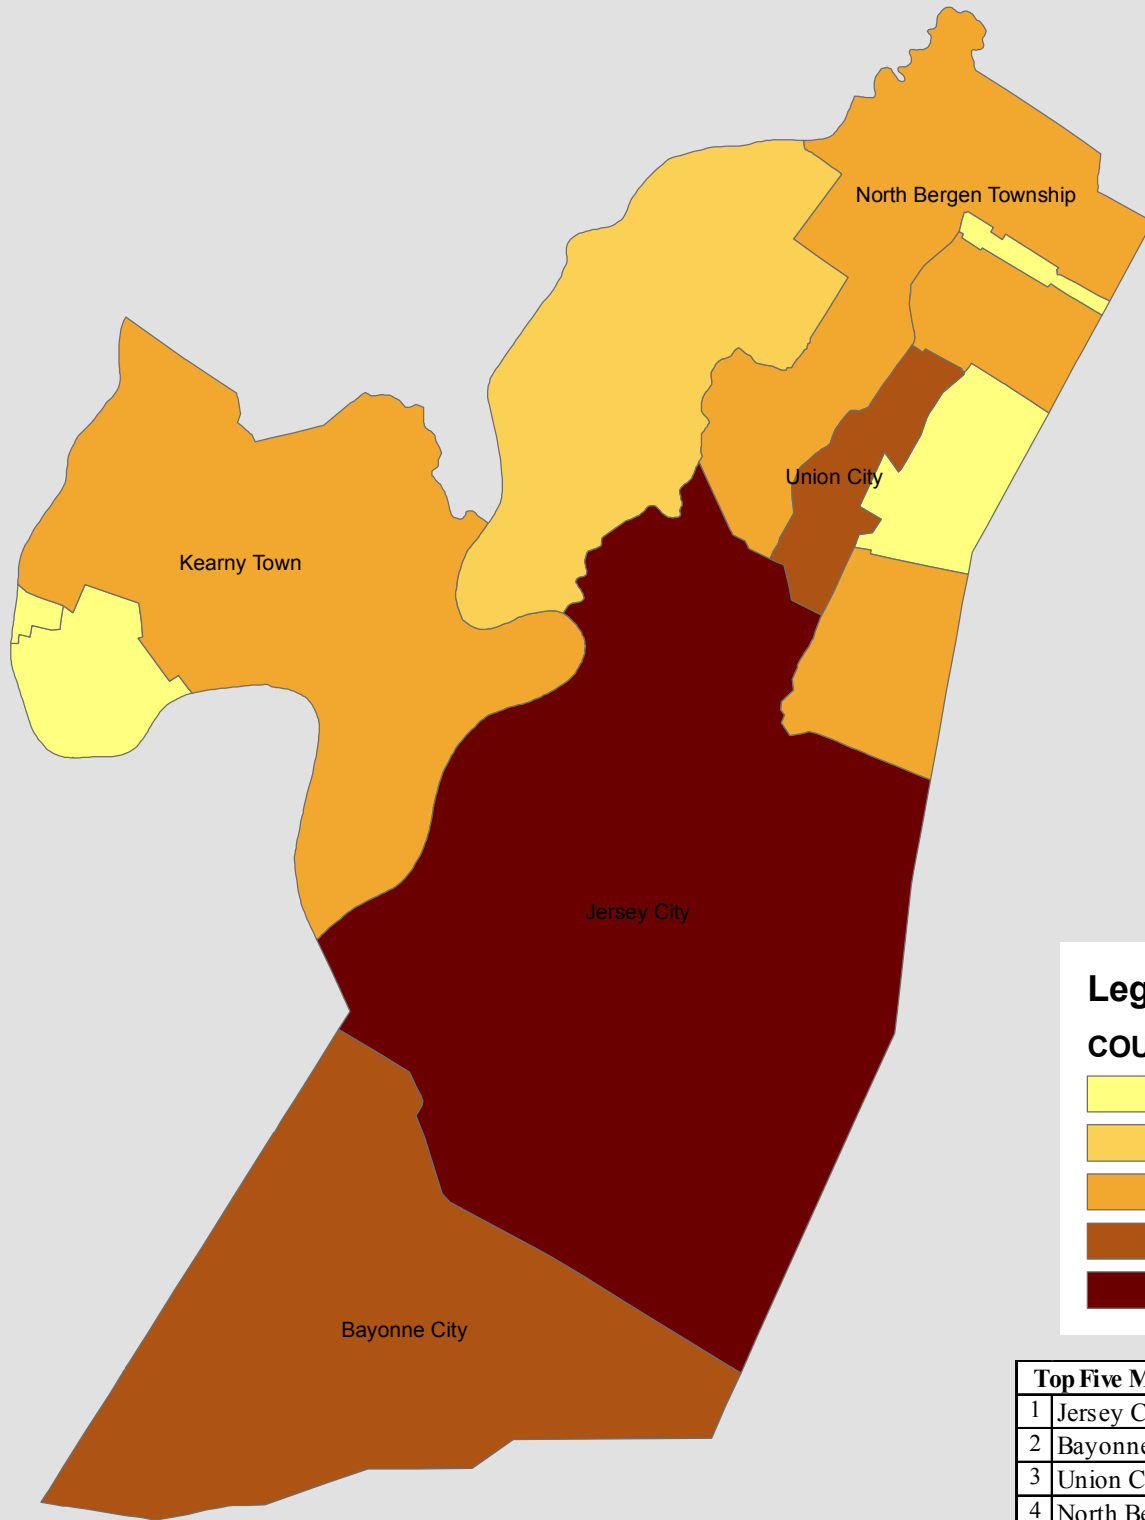 North Bergen Township
Union City
Kearny Town
Jersey City
Bayonne City
Leg
COU
Top Five M
1 Jersey C
2 Bayonne
3 Union C
4 North Be